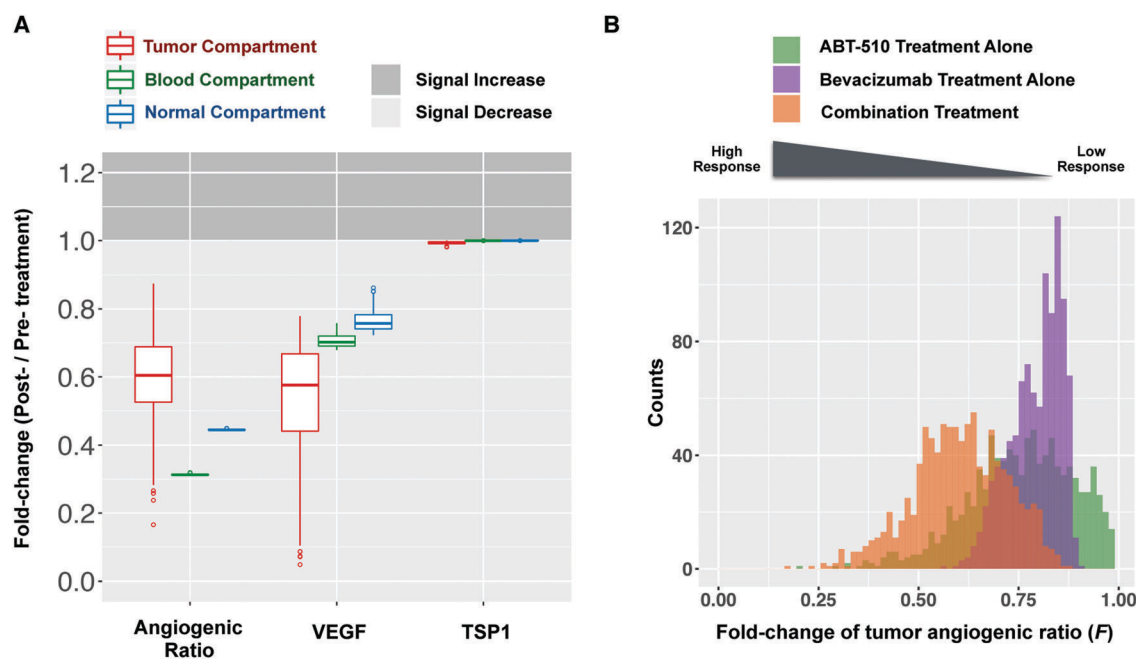 A
Tumor Compartment
Blood Compartment
Normal Compartment
Signal Increase
Signal Decrease
Fold-change (Post- / Pre- treatment)
1.2
1.0
0.8
0.6
0.4
0.2
0.0
Angiogenic
Ratio
VEGF
TSP1
B
ABT-510 Treatment Alone
Bevacizumab Treatment Alone
Combination Treatment
High
Response
Low
Response
Counts
120
80
40
0
0.00
0.25
0.50
0.75
1.00
Fold-change of tumor angiogenic ratio (F)